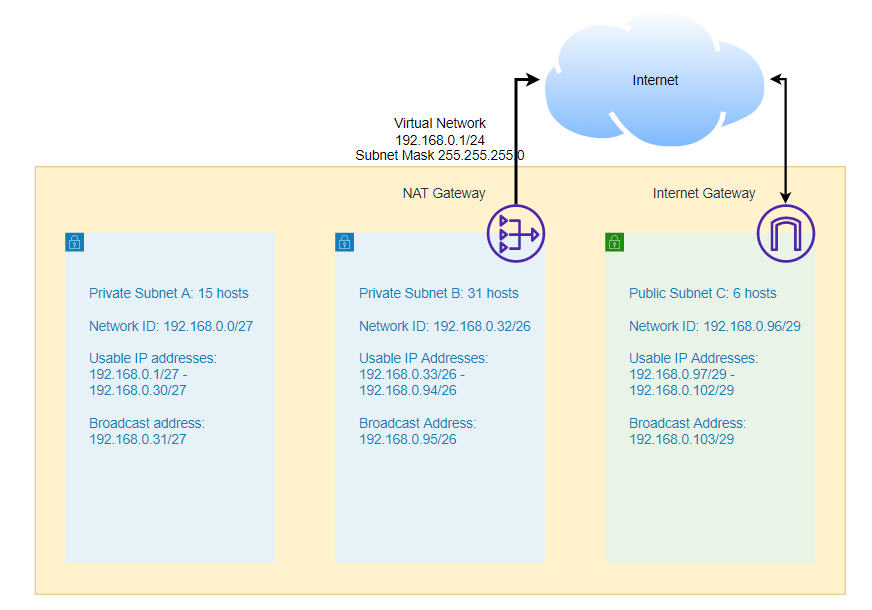 Internet
Virtual Network
192.168.0.1/24
Subnet Mask 255.255.255.0
NAT Gateway
Internet Gateway
Private Subnet A: 15 hosts
Network ID: 192.168.0.0/27
Usable IP addresses:
192.168.0.1/27 -
192.168.0.30/27
Broadcast address:
192.168.0.31/27
Private Subnet B: 31 hosts
Network ID: 192.168.0.32/26
Usable IP Addresses:
192.168.0.33/26 -
192.168.0.94/26
Broadcast Address:
192.168.0.95/26
Public Subnet C: 6 hosts
Network ID: 192.168.0.96/29
Usable IP Addresses:
192.168.0.97/29 -
192.168.0.102/29
Broadcast Address:
192.168.0.103/29